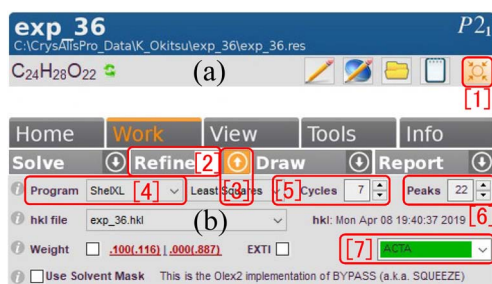 exp_36
P2₁
C:\CrysAlisPro_Data\K_Okitsu\exp_36\exp_36.res
C₂₄H₂₈O₂₂ (a)
[1]
Home Work View Tools Info
Solve Refine [2] Draw Report
Program ShelXL [4] Least Squares [3] [5] Cycles 7 Peaks 22
hkl file exp_36.hkl (b) hkl: Mon Apr 08 19:40:37 2019 [6]
Weight .100(.116) | .000(.887) EXTI [7] ACTA
Use Solvent Mask This is the Olex2 implementation of BYPASS (a.k.a. SQUEEZE)